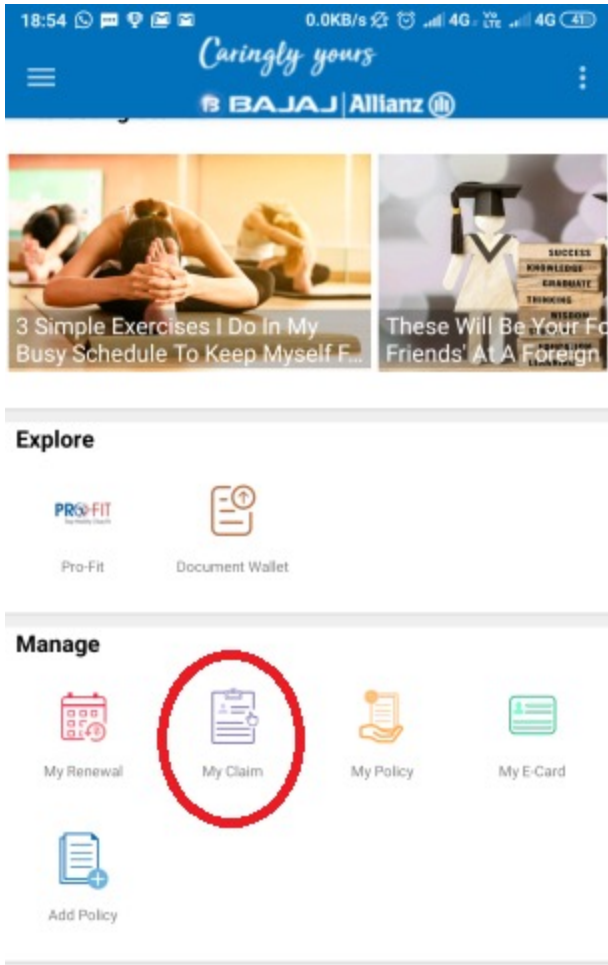 18:54 0.0KB/s 4G Vo LTE 4G 41
Caringly yours
BAJAJ | Allianz
3 Simple Exercises I Do In My
Busy Schedule To Keep Myself F...
SUCCESS
KNOWLEDGE
GRADUATE
THINKING
WISDOM
These Will Be Your Fo
Friends' At A Foreign
Explore
PRO-FIT
Pro-Fit
Document Wallet
Manage
My Renewal
My Claim
My Policy
My E-Card
Add Policy